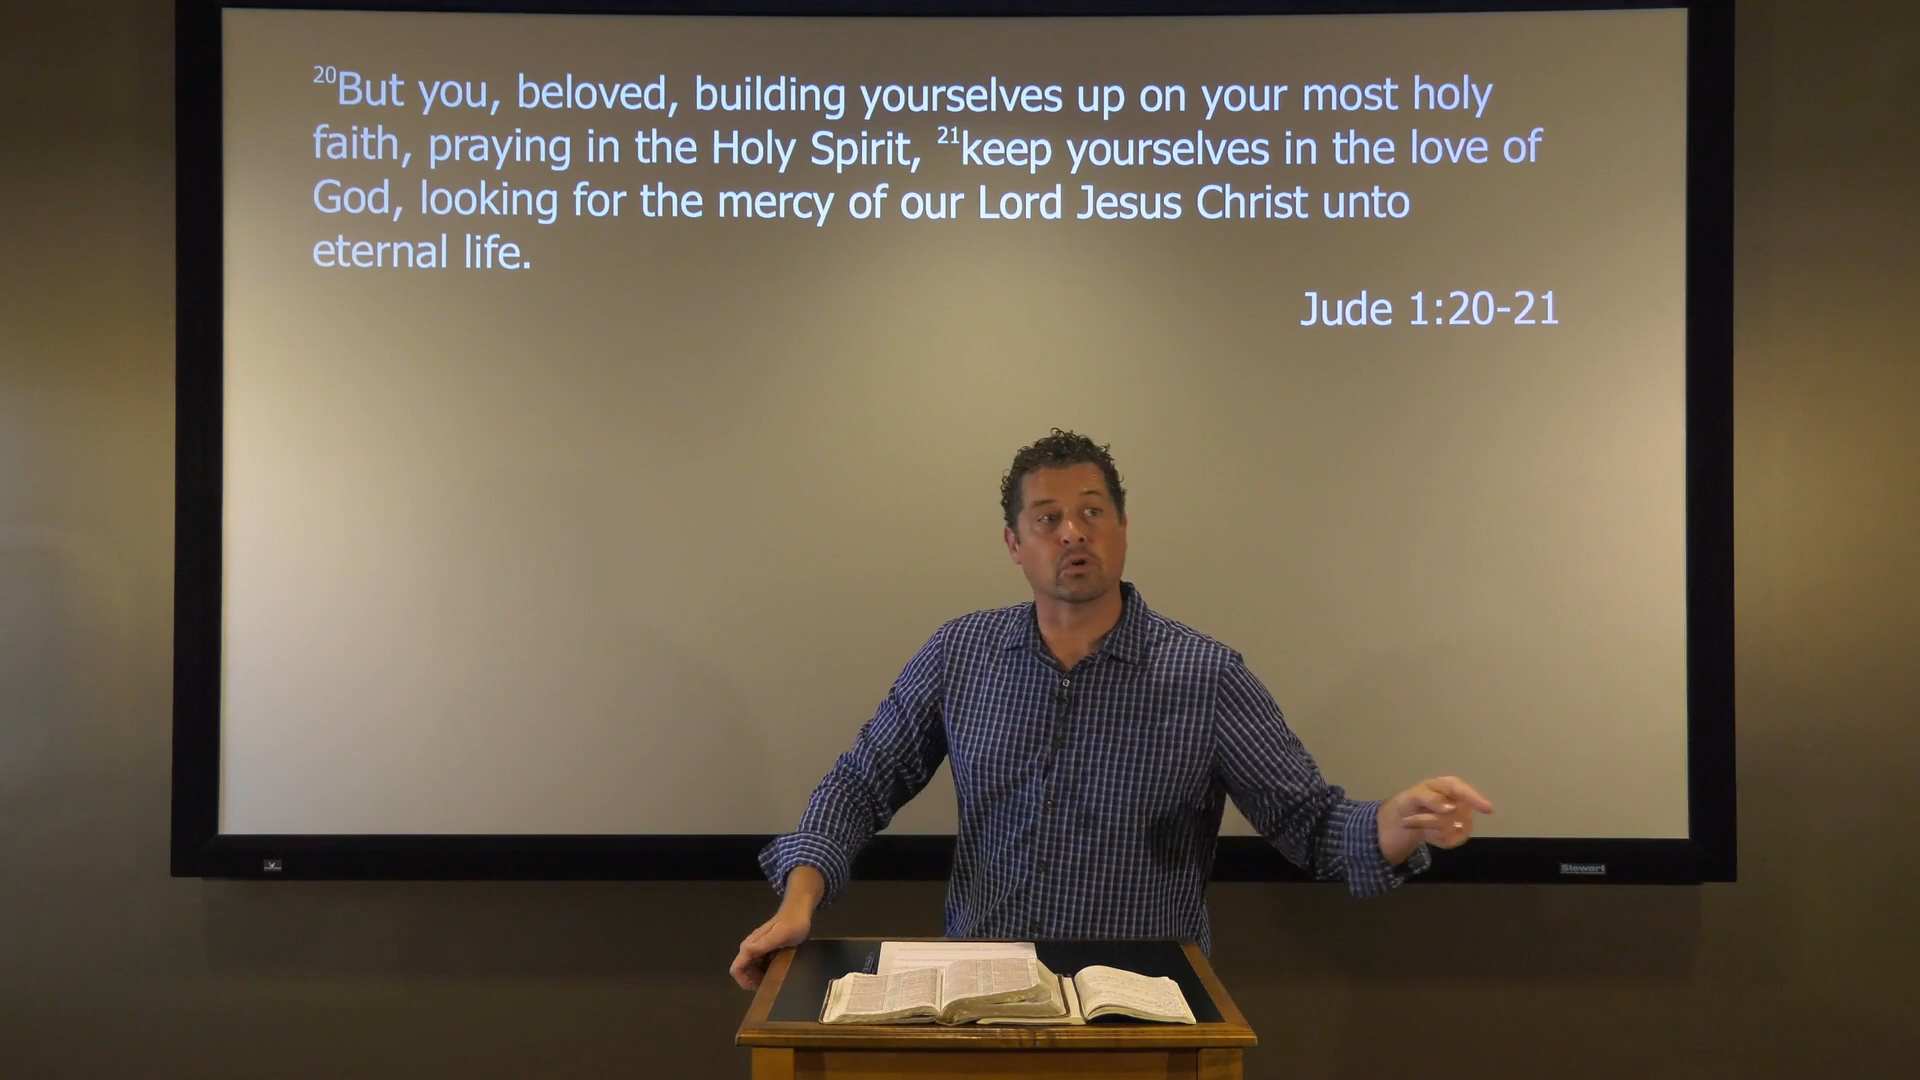 20But you, beloved, building yourselves up on your most holy
faith, praying in the Holy Spirit, 21keep yourselves in the love of
God, looking for the mercy of our Lord Jesus Christ unto
eternal life.
Jude 1:20-21
Stewart